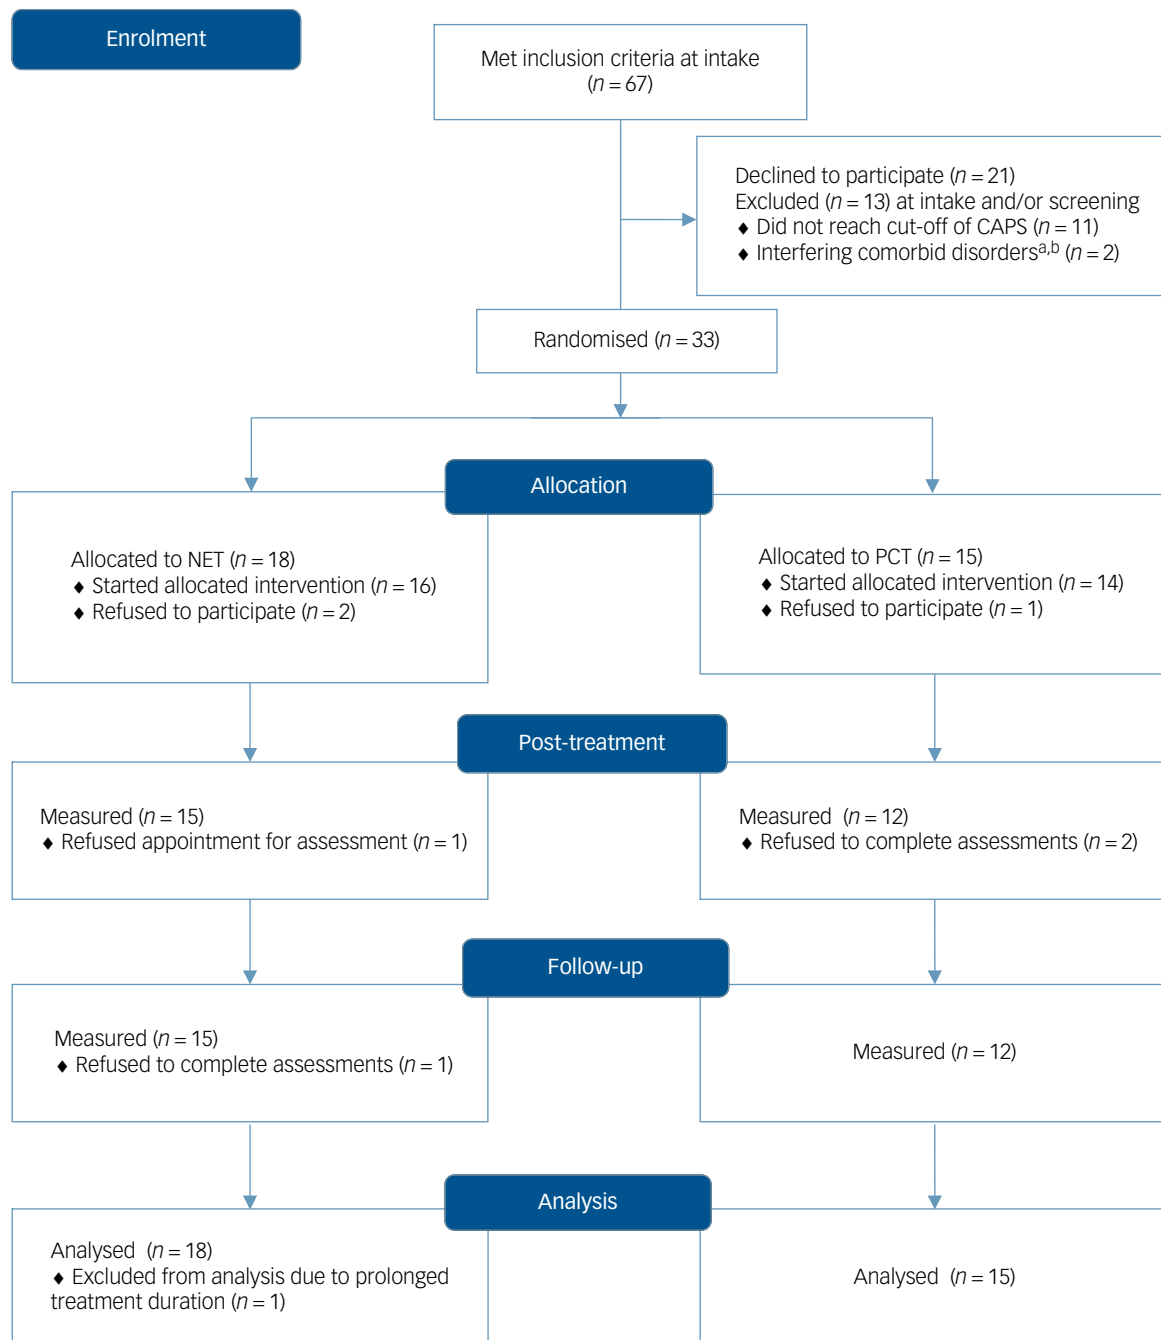 Enrolment
Met inclusion criteria at intake
(n = 67)
Declined to participate (n = 21)
Excluded (n = 13) at intake and/or screening
♦ Did not reach cut-off of CAPS (n = 11)
♦ Interfering comorbid disordersa,b (n = 2)
Randomised (n = 33)
Allocation
Allocated to NET (n = 18)
♦ Started allocated intervention (n = 16)
♦ Refused to participate (n = 2)
Allocated to PCT (n = 15)
♦ Started allocated intervention (n = 14)
♦ Refused to participate (n = 1)
Post-treatment
Measured (n = 15)
♦ Refused appointment for assessment (n = 1)
Measured (n = 12)
♦ Refused to complete assessments (n = 2)
Follow-up
Measured (n = 15)
♦ Refused to complete assessments (n = 1)
Measured (n = 12)
Analysis
Analysed (n = 18)
♦ Excluded from analysis due to prolonged
treatment duration (n = 1)
Analysed (n = 15)